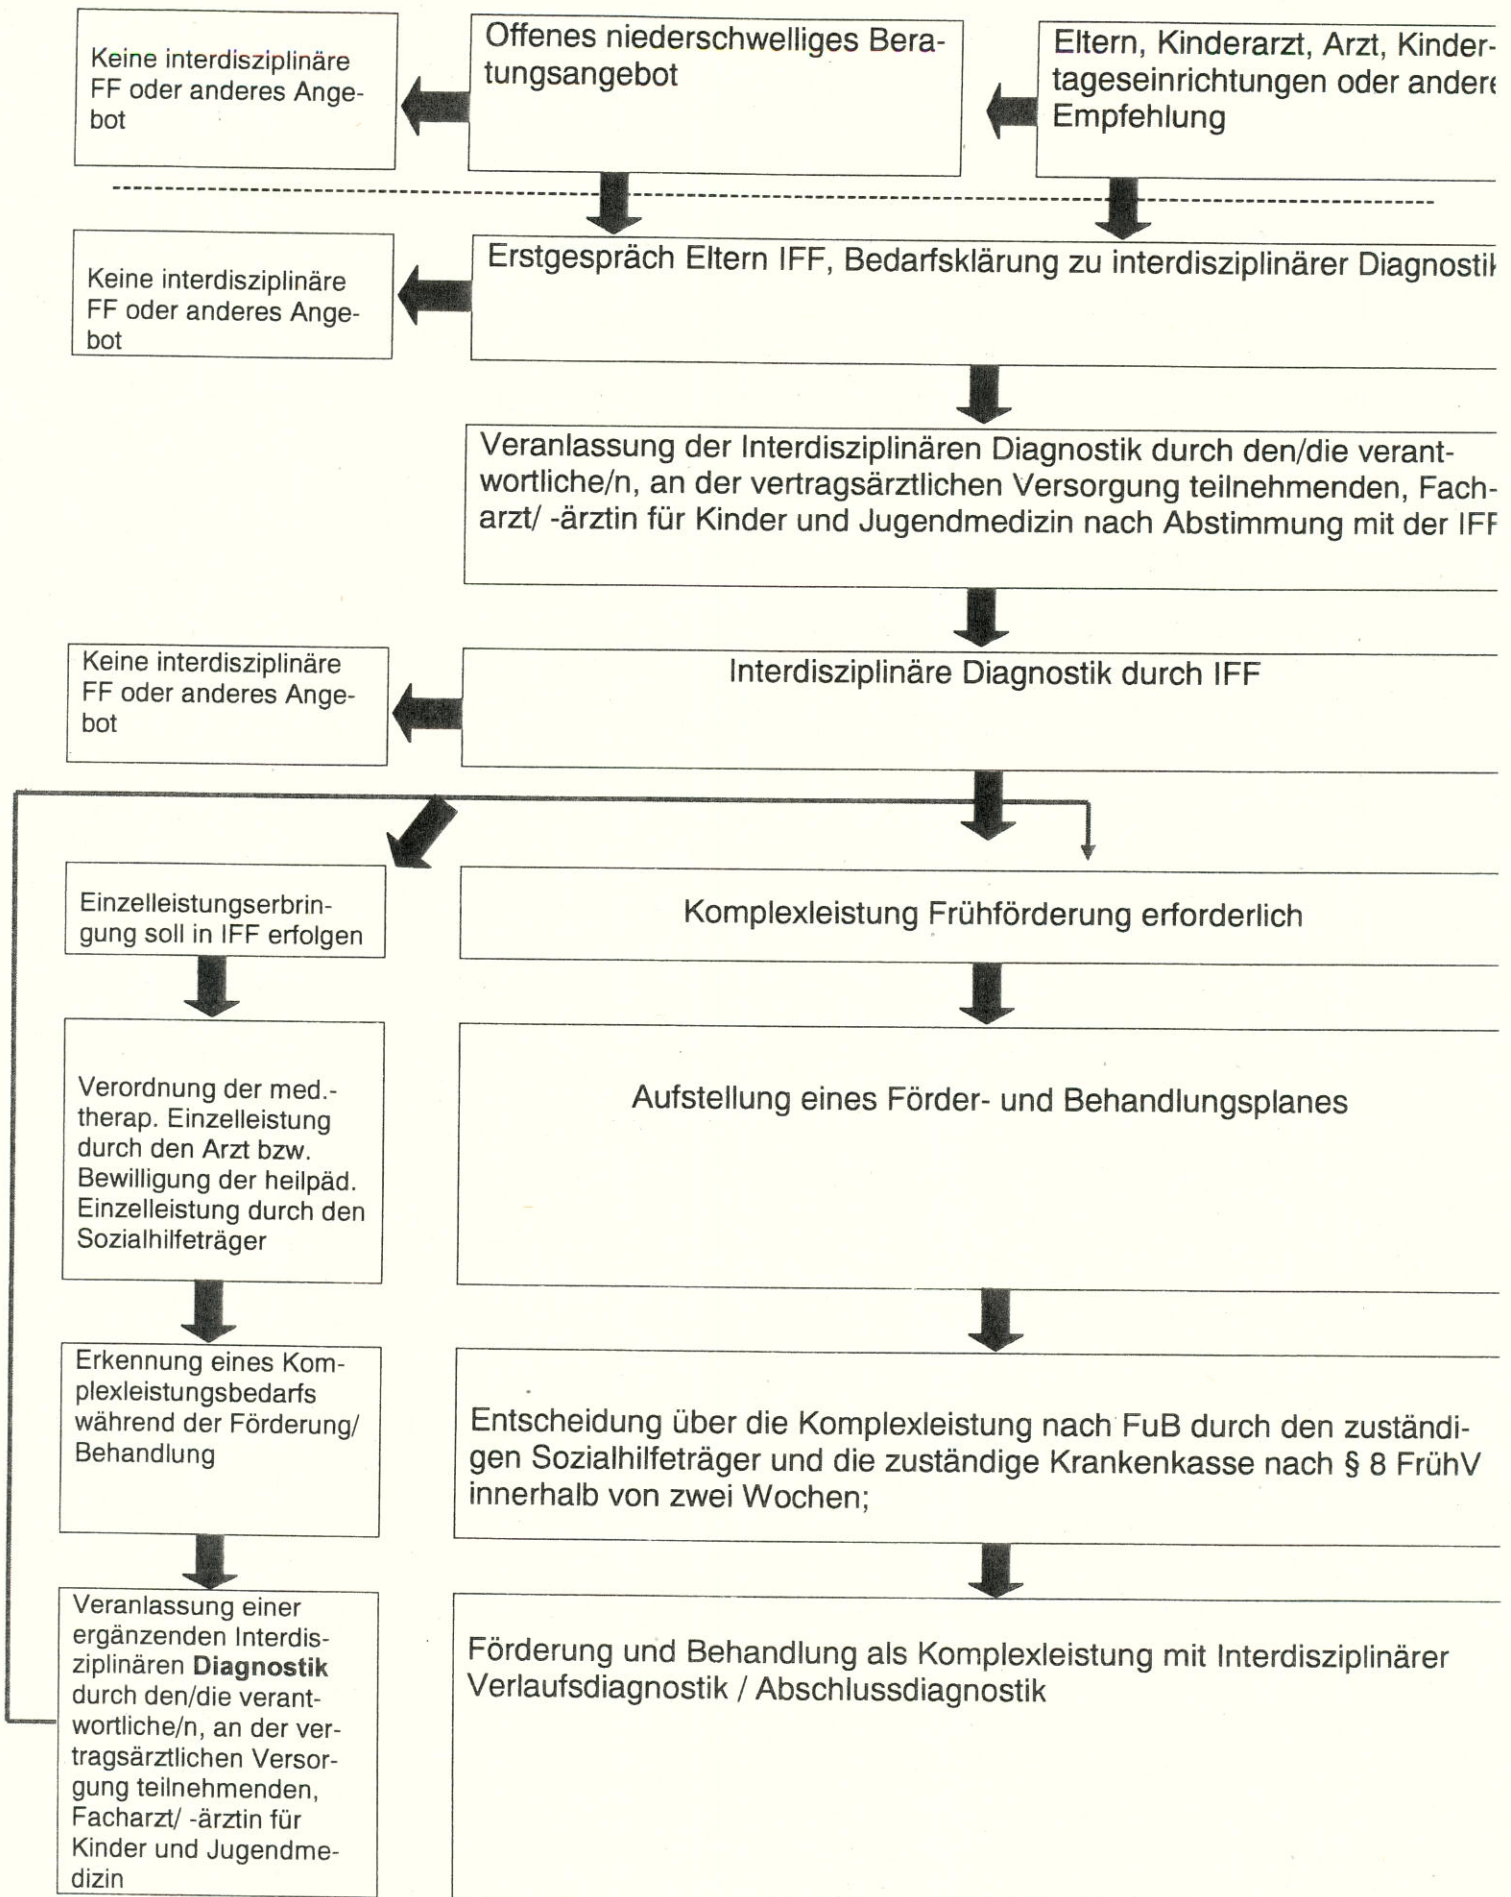 Keine interdisziplinäre
FF oder anderes Ange-
bot
Offenes niederschwelliges Bera-
tungsangebot
Eltern, Kinderarzt, Arzt, Kinder-
tageseinrichtungen oder andere
Empfehlung
Keine interdisziplinäre
FF oder anderes Ange-
bot
Erstgespräch Eltern IFF, Bedarfsklärung zu interdisziplinärer Diagnostik
Veranlassung der Interdisziplinären Diagnostik durch den/die verant-
wortliche/n, an der vertragsärztlichen Versorgung teilnehmenden, Fach-
arzt/ -ärztin für Kinder und Jugendmedizin nach Abstimmung mit der IFF
Keine interdisziplinäre
FF oder anderes Ange-
bot
Interdisziplinäre Diagnostik durch IFF
Einzelleistungserbrin-
gung soll in IFF erfolgen
Komplexleistung Frühförderung erforderlich
Verordnung der med.-
therap. Einzelleistung
durch den Arzt bzw.
Bewilligung der heilpäd.
Einzelleistung durch den
Sozialhilfeträger
Aufstellung eines Förder- und Behandlungsplanes
Erkennung eines Kom-
plexleistungsbedarfs
während der Förderung/
Behandlung
Entscheidung über die Komplexleistung nach FuB durch den zuständi-
gen Sozialhilfeträger und die zuständige Krankenkasse nach § 8 FrühV
innerhalb von zwei Wochen;
Veranlassung einer
ergänzenden Interdis-
ziplinären Diagnostik
durch den/die verant-
wortliche/n, an der ver-
tragsärztlichen Versor-
gung teilnehmenden,
Facharzt/ -ärztin für
Kinder und Jugendme-
dizin
Förderung und Behandlung als Komplexleistung mit Interdisziplinärer
Verlaufsdiagnostik / Abschlussdiagnostik